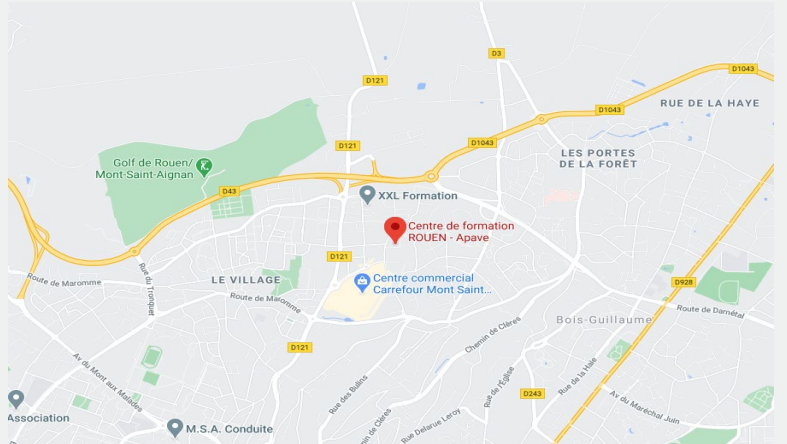 D3
D121
D1043
D1043
RUE DE LA HAYE
D121
D1043
LES PORTES
DE LA FORÊT
Golf de Rouen/
Mont-Saint-Aignan
D43
XXL Formation
Centre de formation
ROUEN - Apave
D121
Route de Maromme
Rue du Tronquer
LE VILLAGE
Centre commercial
Carrefour Mont Saint...
D928
Route de Maromme
Route de Darnétal
Bois-Guillaume
Chemin de Clères
D121
Av du Mont aux Malades
Rue des Bulins
Rue de l'Église
Rue de la Haie
D243
Av du Maréchal Juin
Association
M.S.A. Conduite
in de Clères
Rue Delarue Leroy